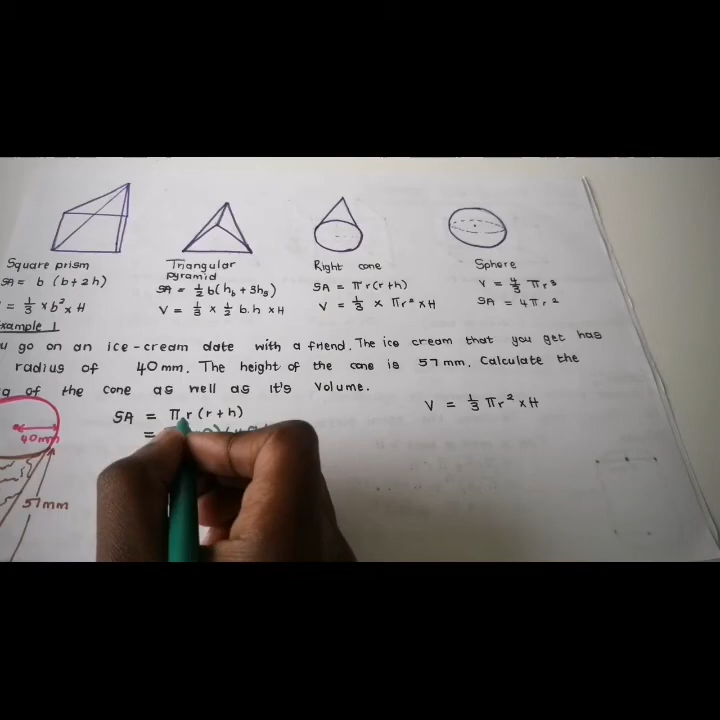 Square prism
Triangular pyramid
Right cone
Sphere
SA = b (b + 2h)
SA = 1/2 b(h_b + 3h_s)
SA = πr(r+h)
V = 4/3 πr³
= 1/3 × b² × H
V = 1/3 × 1/2 b.h × H
V = 1/3 × πr² × H
SA = 4πr²
Example 1
u go on an ice-cream date with a friend. The ice cream that you get has
radius of 40mm. The height of the cone is 57mm. Calculate the
of the cone as well as it's Volume.
SA = πr(r+h)
V = 1/3 πr² × H
=
40mm
57mm